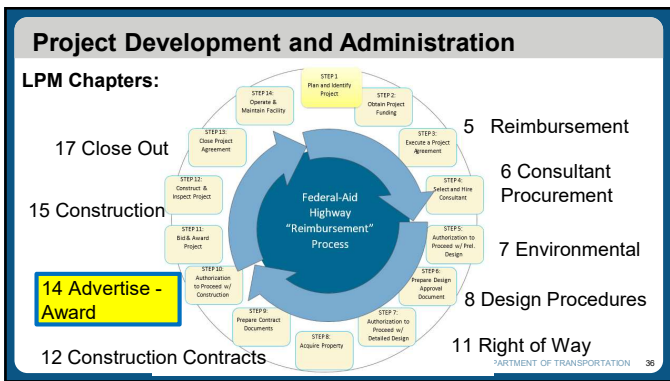 Project Development and Administration
LPM Chapters:
STEP 1
Plan and Identify
Project
STEP 2:
Obtain Project
Funding
STEP 3:
Execute a Project
Agreement
STEP 4:
Select and Hire
Consultant
STEP 5:
Authorization to
Proceed w/ Prel.
Design
STEP 6:
Prepare Design
Approval
Document
STEP 7:
Authorization to
Proceed w/
Detailed Design
STEP 8:
Acquire Property
STEP 9:
Prepare Contract
Documents
STEP 10:
Authorization
to Proceed w/
Construction
STEP 11:
Bid & Award
Project
STEP 12:
Construct &
Inspect Project
STEP 13:
Close Project
Agreement
STEP 14:
Operate &
Maintain Facility
Federal-Aid
Highway
“Reimbursement”
Process
5 Reimbursement
6 Consultant
Procurement
7 Environmental
8 Design Procedures
11 Right of Way
12 Construction Contracts
14 Advertise -
Award
15 Construction
17 Close Out
PARTMENT OF TRANSPORTATION 36